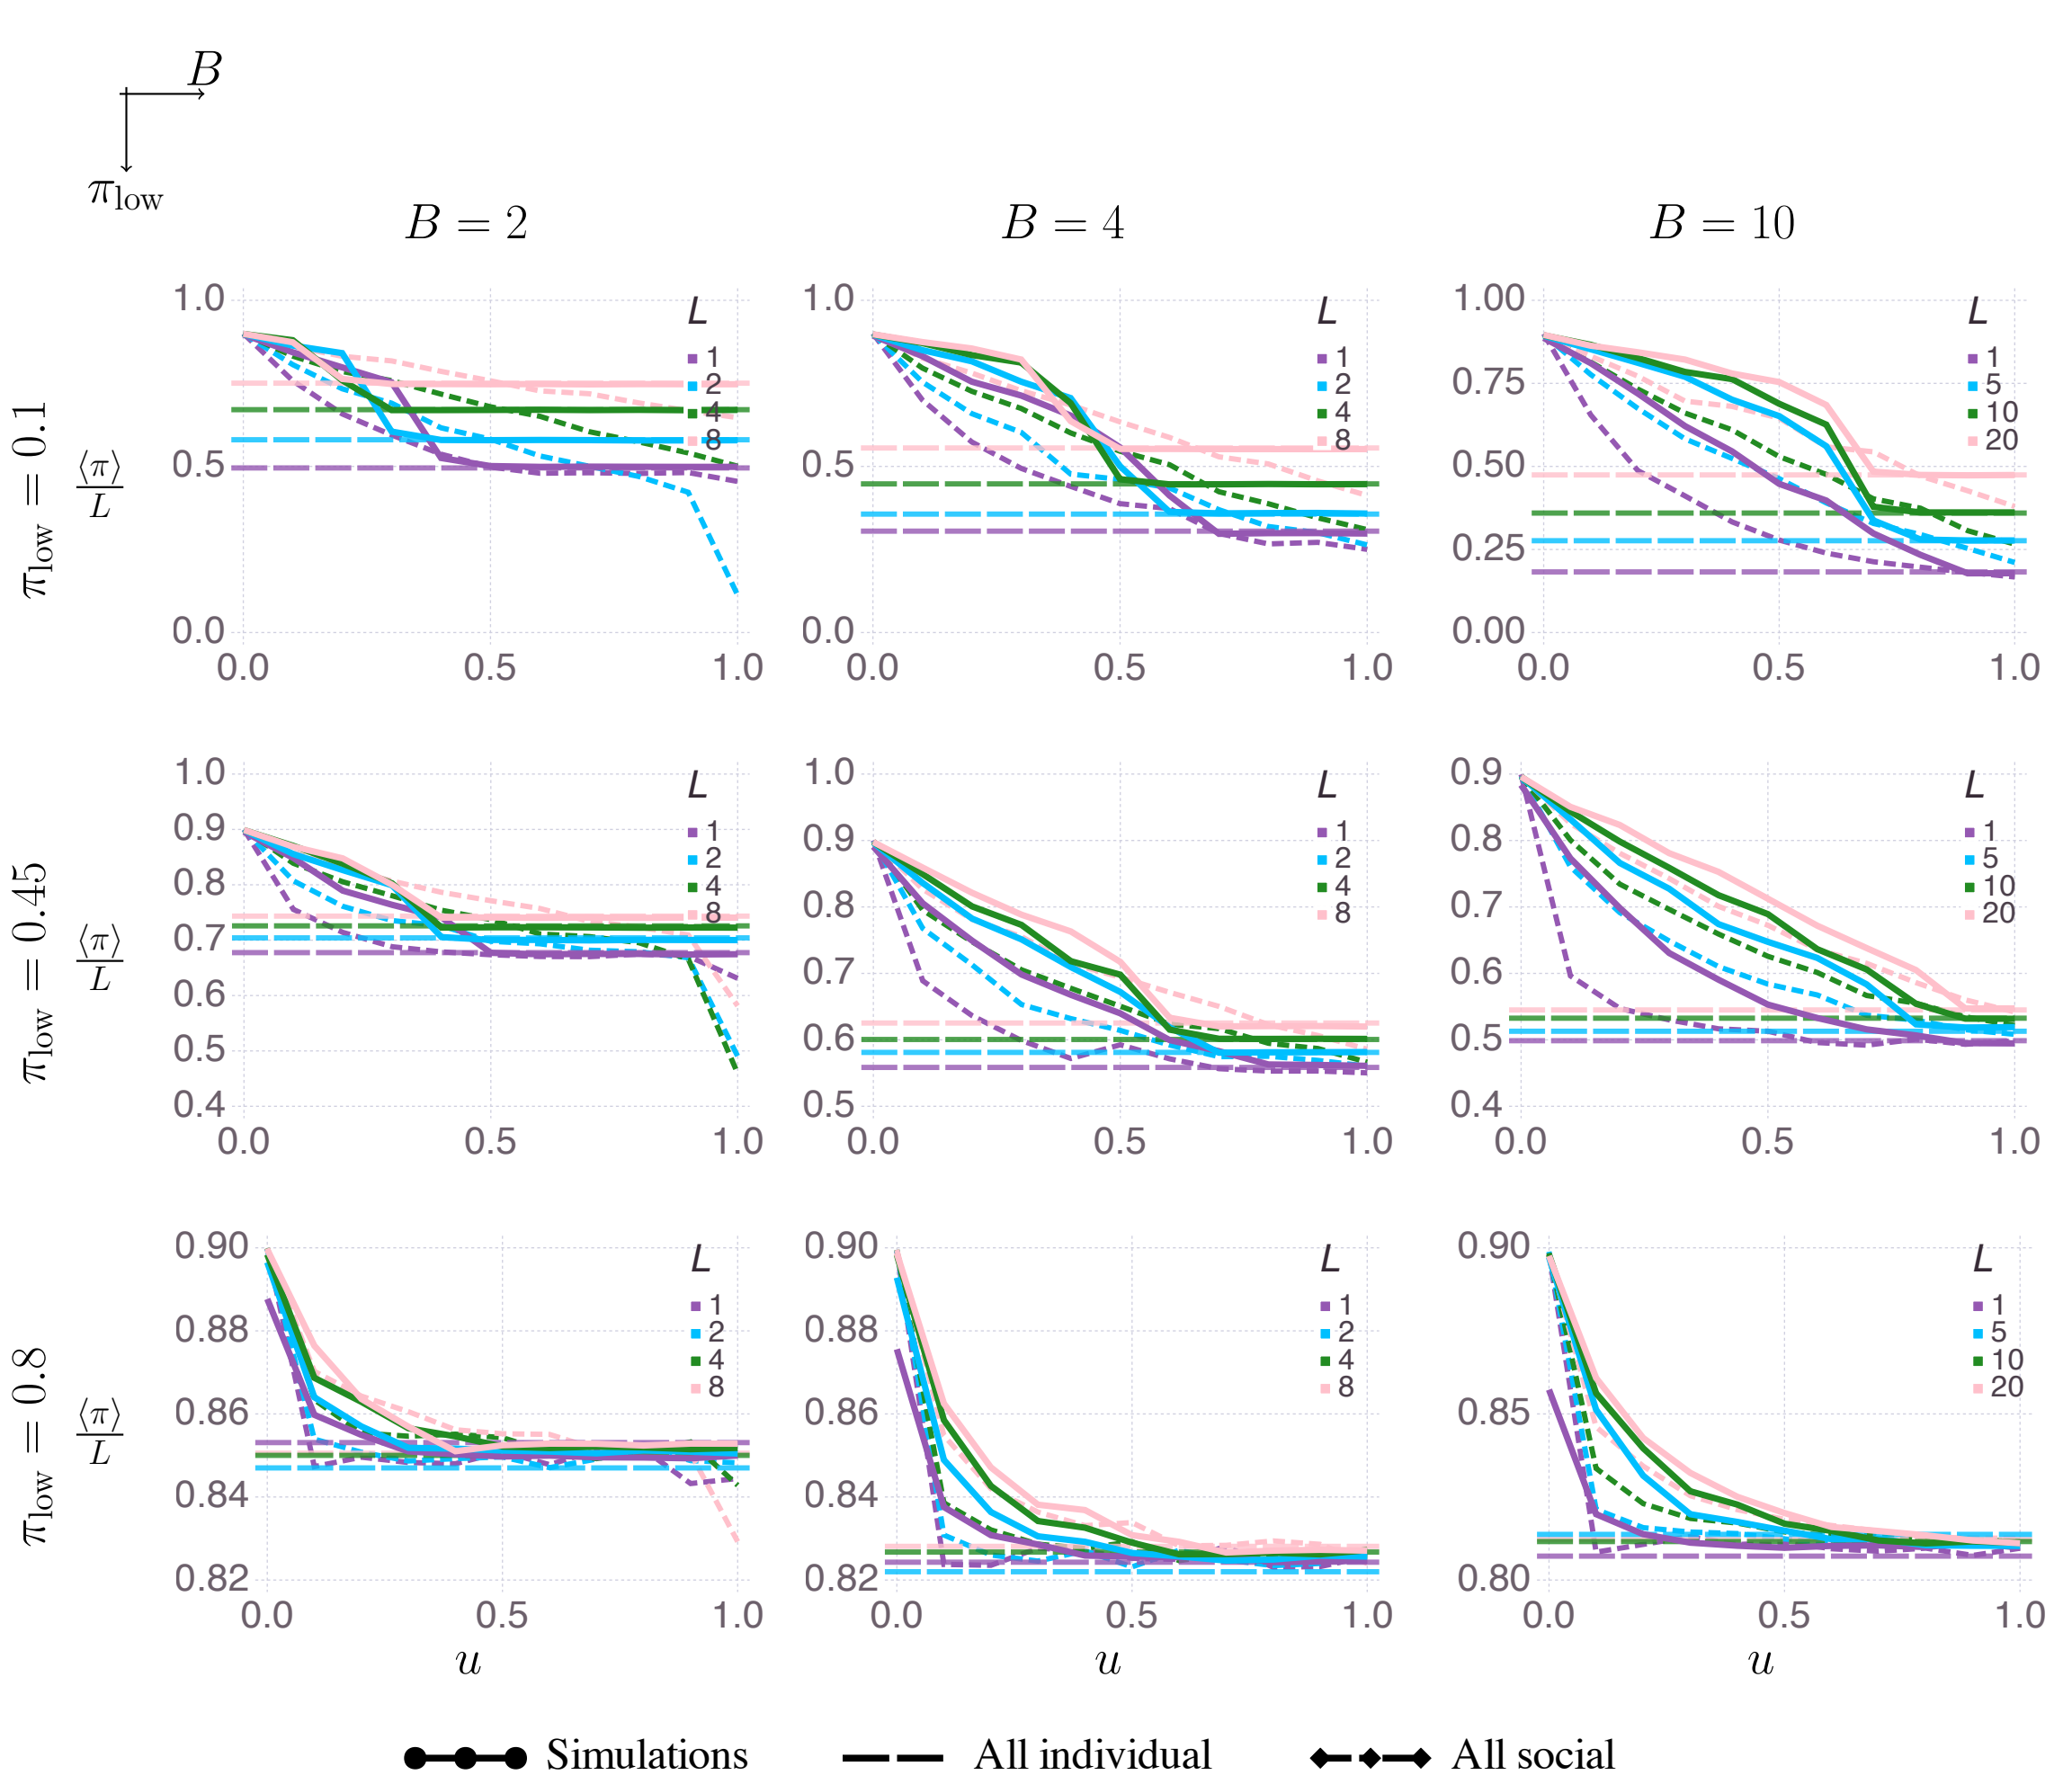 B
π_low
B = 2
B = 4
B = 10
π_low = 0.1
⟨π⟩/L
1.0
0.5
0.0
0.0 0.5 1.0
L
1
2
4
8
1.0
0.5
0.0
0.0 0.5 1.0
L
1
2
4
8
1.00
0.75
0.50
0.25
0.00
0.0 0.5 1.0
L
1
5
10
20
π_low = 0.45
⟨π⟩/L
1.0
0.9
0.8
0.7
0.6
0.5
0.4
0.0 0.5 1.0
L
1
2
4
8
1.0
0.9
0.8
0.7
0.6
0.5
0.0 0.5 1.0
L
1
2
4
8
0.9
0.8
0.7
0.6
0.5
0.4
0.0 0.5 1.0
L
1
5
10
20
π_low = 0.8
⟨π⟩/L
0.90
0.88
0.86
0.84
0.82
0.0 0.5 1.0
u
L
1
2
4
8
0.90
0.88
0.86
0.84
0.82
0.0 0.5 1.0
u
L
1
2
4
8
0.90
0.85
0.80
0.0 0.5 1.0
u
L
1
5
10
20
Simulations All individual All social